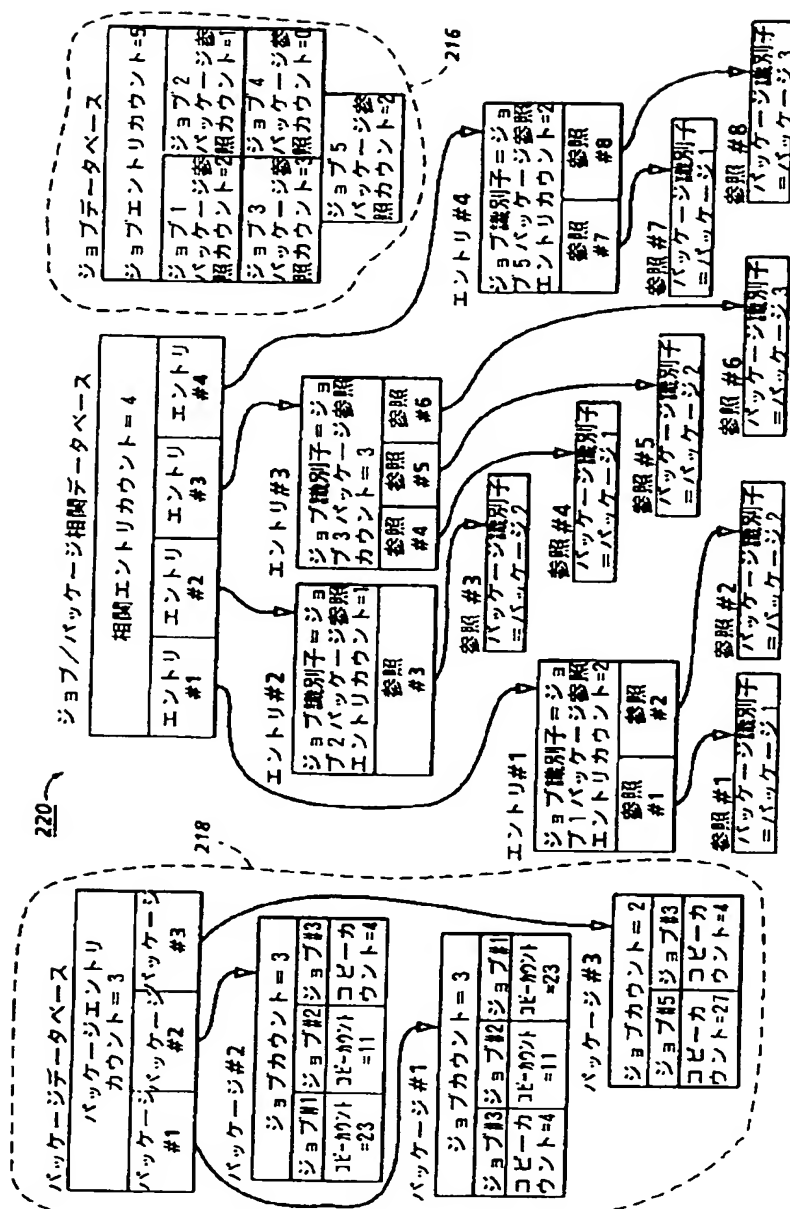 220
218
216
パッケージデータベース
パッケージエントリ
カウント = 3
パッケージ
#1
パッケージ
#2
パッケージ
#3
パッケージ#2
ジョブカウント = 3
ジョブ#1
ジョブ#2
ジョブ#3
コピーカウント
=23
コピーカウント
=11
コピーカ
ウント=4
パッケージ#1
ジョブカウント = 3
ジョブ#3
ジョブ#2
ジョブ#1
コピーカ
ウント=4
コピーカウント
=11
コピーカウント
=23
パッケージ#3
ジョブカウント = 2
ジョブ#5
ジョブ#3
コピーカ
ウント=27
コピーカ
ウント=4
ジョブ/パッケージ相関データベース
相関エントリカウント = 4
エントリ
#1
エントリ
#2
エントリ
#3
エントリ
#4
エントリ#2
ジョブ識別子=ジョ
ブ2パッケージ参照
エントリカウント=1
参照
#3
エントリ#3
ジョブ識別子=ジョ
ブ3パッケージ参照
カウント = 3
参照
#4
参照
#5
参照
#6
エントリ#1
ジョブ識別子=ジョ
ブ1パッケージ参照
エントリカウント=2
参照
#1
参照
#2
参照 #1
パッケージ識別子
=パッケージ1
参照 #2
パッケージ識別子
=パッケージ2
参照 #3
パッケージ識別子
=パッケージ2
参照 #4
パッケージ識別子
=パッケージ1
参照 #5
パッケージ識別子
=パッケージ2
参照 #6
パッケージ識別子
=パッケージ3
ジョブデータベース
ジョブエントリカウント=5
ジョブ1
パッケージ参
照カウント=2
ジョブ2
パッケージ参
照カウント=1
ジョブ3
パッケージ参
照カウント=3
ジョブ4
パッケージ参
照カウント=0
ジョブ5
パッケージ参
照カウント=2
エントリ#4
ジョブ識別子=ジョ
ブ5パッケージ参照
エントリカウント=2
参照
#7
参照
#8
参照 #7
パッケージ識別子
=パッケージ1
参照 #8
パッケージ識別子
=パッケージ3